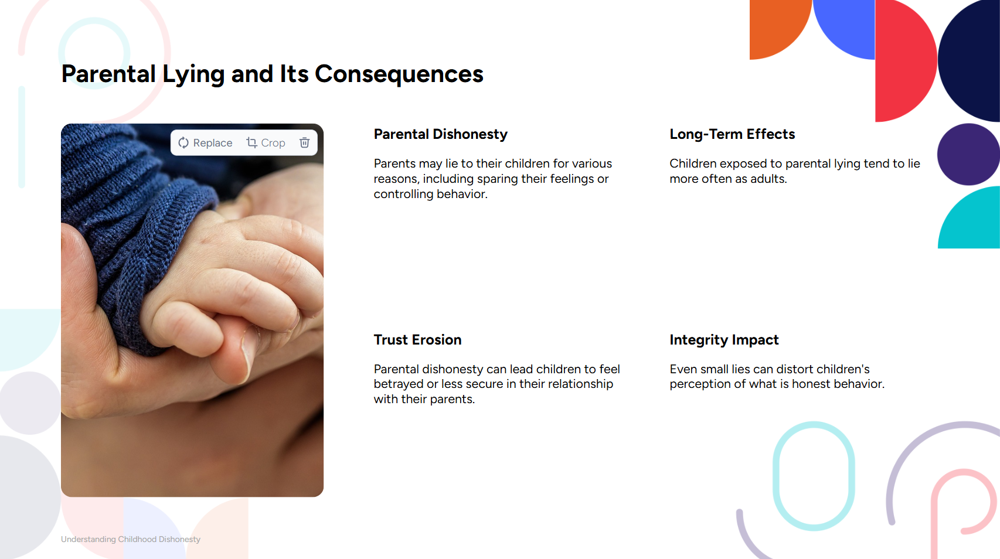 Parental Lying and Its Consequences
Replace
Crop
Parental Dishonesty
Parents may lie to their children for various
reasons, including sparing their feelings or
controlling behavior.
Long-Term Effects
Children exposed to parental lying tend to lie
more often as adults.
Trust Erosion
Parental dishonesty can lead children to feel
betrayed or less secure in their relationship
with their parents.
Integrity Impact
Even small lies can distort children's
perception of what is honest behavior.
Understanding Childhood Dishonesty